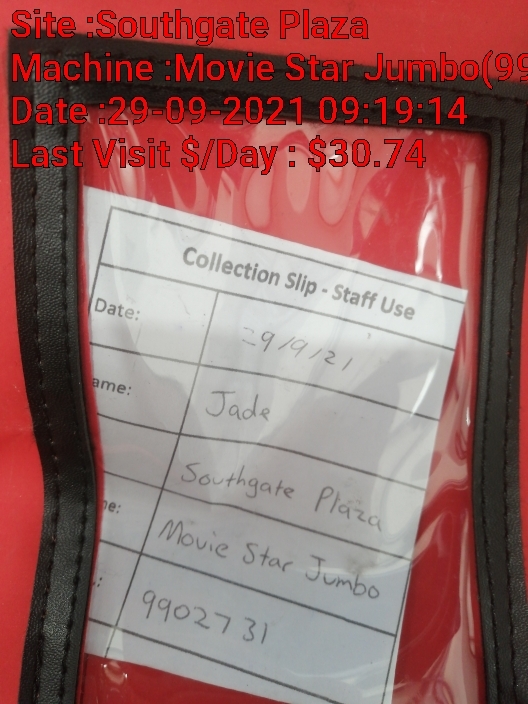 Site :Southgate Plaza
Machine :Movie Star Jumbo(99
Date :29-09-2021 09:19:14
Last Visit $/Day : $30.74
Collection Slip - Staff Use
Date: 29/9/21
ame: Jade
Southgate Plaza
ne: Movie Star Jumbo
.: 9902731